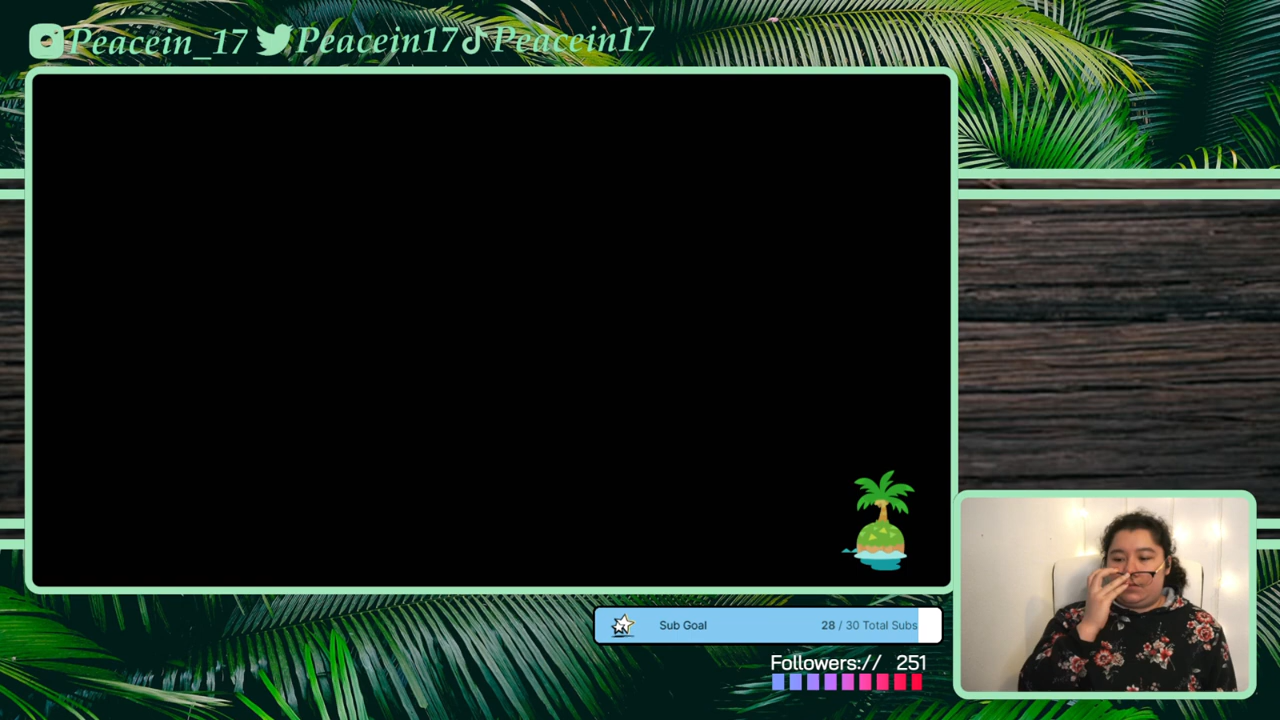 Peacein_17 Peacein17 Peacein17
Sub Goal 28 / 30 Total Subs
Followers:// 251